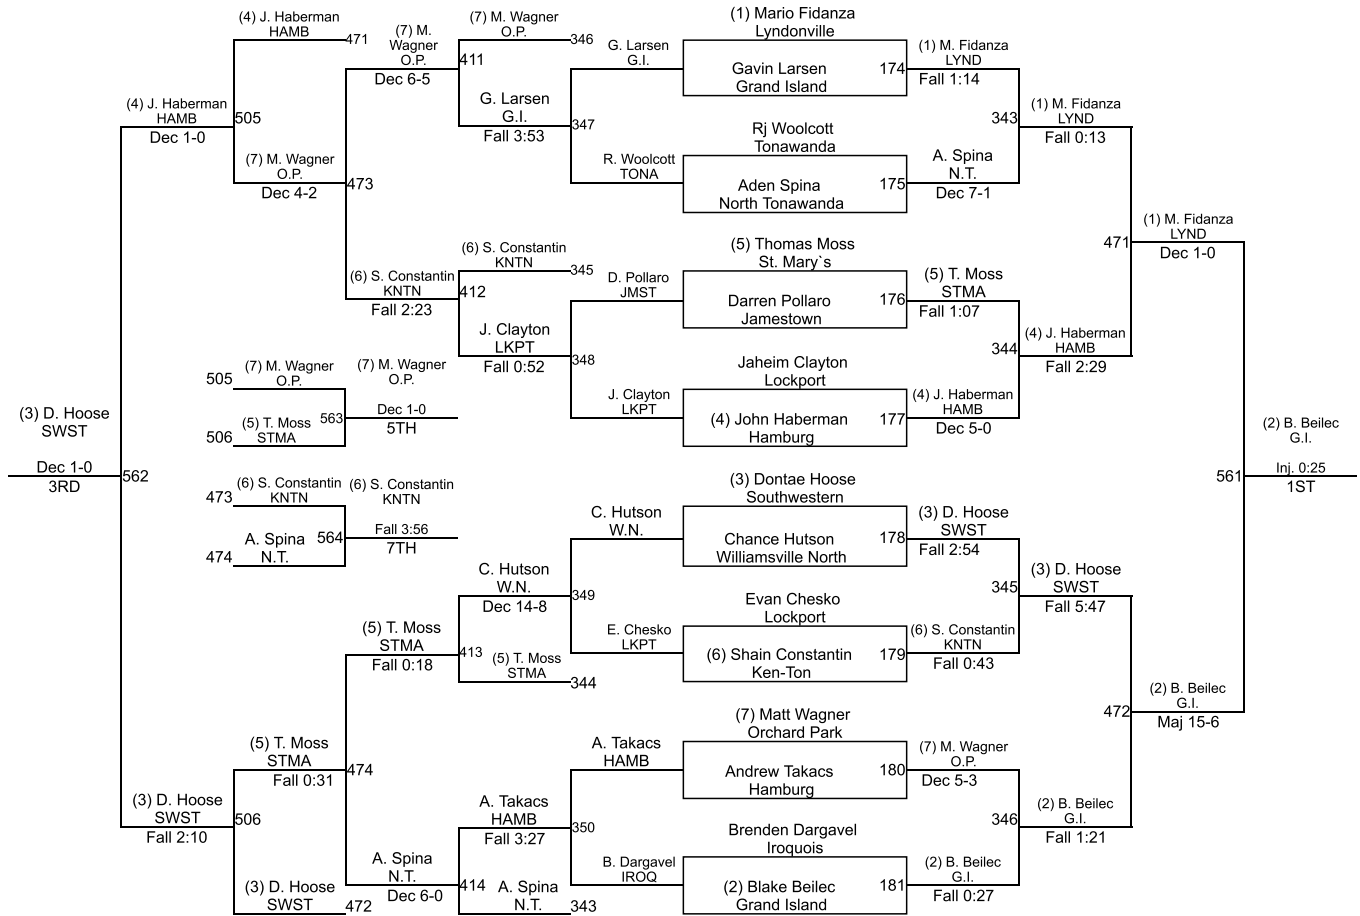 (4) J. Haberman
HAMB
471
(4) J. Haberman
HAMB
Dec 1-0
505
(7) M. Wagner
O.P.
Dec 4-2
473
(7) M.
Wagner
O.P.
Dec 6-5
411
(7) M. Wagner
O.P.
346
G. Larsen
G.I.
Fall 3:53
347
G. Larsen
G.I.
R. Woolcott
TONA
(6) S. Constantin
KNTN
Fall 2:23
412
(6) S. Constantin
KNTN
345
J. Clayton
LKPT
Fall 0:52
348
D. Pollaro
JMST
J. Clayton
LKPT
(1) Mario Fidanza
Lyndonville
Gavin Larsen
Grand Island
174
(1) M. Fidanza
LYND
Fall 1:14
Rj Woolcott
Tonawanda
Aden Spina
North Tonawanda
175
A. Spina
N.T.
Dec 7-1
343
(1) M. Fidanza
LYND
Fall 0:13
(5) Thomas Moss
St. Mary`s
Darren Pollaro
Jamestown
176
(5) T. Moss
STMA
Fall 1:07
Jaheim Clayton
Lockport
(4) John Haberman
Hamburg
177
(4) J. Haberman
HAMB
Dec 5-0
344
(4) J. Haberman
HAMB
Fall 2:29
471
(1) M. Fidanza
LYND
Dec 1-0
505
(7) M. Wagner
O.P.
506
(5) T. Moss
STMA
563
(7) M. Wagner
O.P.
Dec 1-0
5TH
(3) D. Hoose
SWST
Dec 1-0
3RD
562
473
(6) S. Constantin
KNTN
474
A. Spina
N.T.
564
(6) S. Constantin
KNTN
Fall 3:56
7TH
561
(2) B. Beilec
G.I.
Inj. 0:25
1ST
(3) Dontae Hoose
Southwestern
Chance Hutson
Williamsville North
178
(3) D. Hoose
SWST
Fall 2:54
Evan Chesko
Lockport
(6) Shain Constantin
Ken-Ton
179
(6) S. Constantin
KNTN
Fall 0:43
345
(3) D. Hoose
SWST
Fall 5:47
C. Hutson
W.N.
E. Chesko
LKPT
349
C. Hutson
W.N.
Dec 14-8
(5) T. Moss
STMA
344
413
(5) T. Moss
STMA
Fall 0:18
(7) Matt Wagner
Orchard Park
Andrew Takacs
Hamburg
180
(7) M. Wagner
O.P.
Dec 5-3
Brenden Dargavel
Iroquois
(2) Blake Beilec
Grand Island
181
(2) B. Beilec
G.I.
Fall 0:27
346
(2) B. Beilec
G.I.
Fall 1:21
472
(2) B. Beilec
G.I.
Maj 15-6
A. Takacs
HAMB
B. Dargavel
IROQ
350
A. Takacs
HAMB
Fall 3:27
A. Spina
N.T.
343
414
A. Spina
N.T.
Dec 6-0
474
(5) T. Moss
STMA
Fall 0:31
506
(3) D. Hoose
SWST
Fall 2:10
(3) D. Hoose
SWST
472